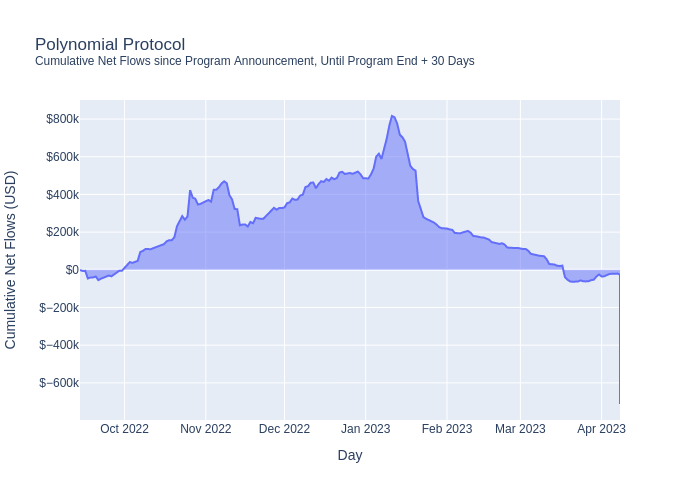 Polynomial Protocol
Cumulative Net Flows since Program Announcement, Until Program End + 30 Days
Cumulative Net Flows (USD)
$800k
$600k
$400k
$200k
$0
$−200k
$−400k
$−600k
Oct 2022 Nov 2022 Dec 2022 Jan 2023 Feb 2023 Mar 2023 Apr 2023
Day